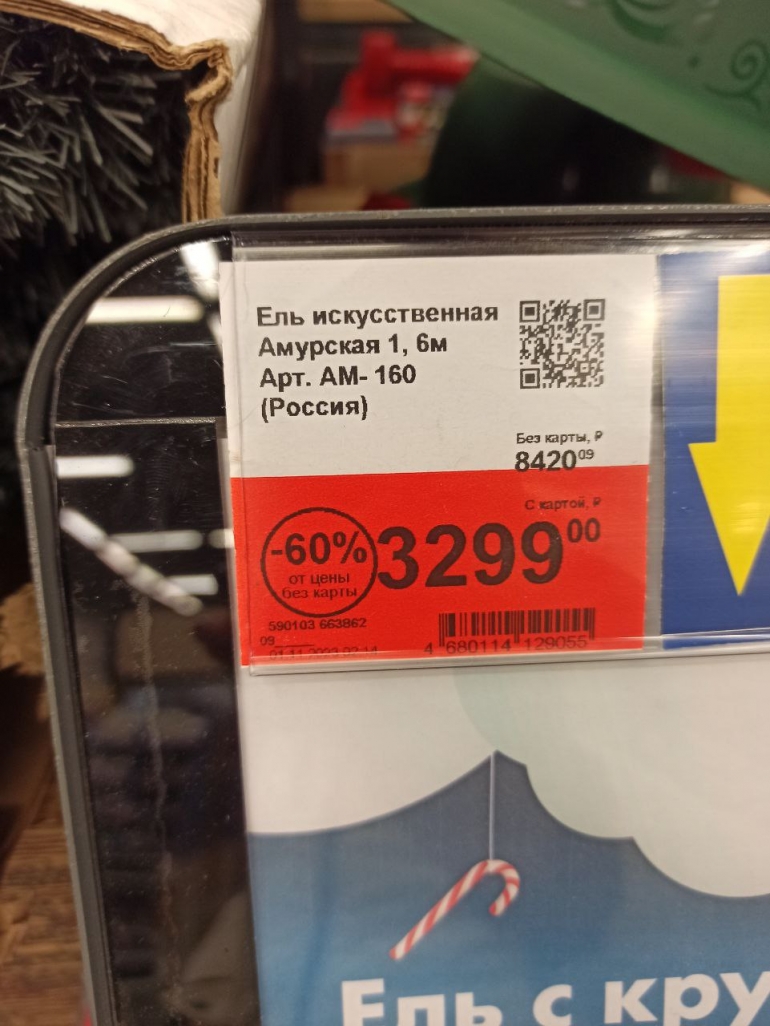 Ель искусственная
Амурская 1, 6м
Арт. АМ- 160
(Россия)
Без карты, ₽
8420 09
С картой, ₽
-60%
от цены
без карты
3299 00
590103 663862
09
4 680114 129055
Ель с кру